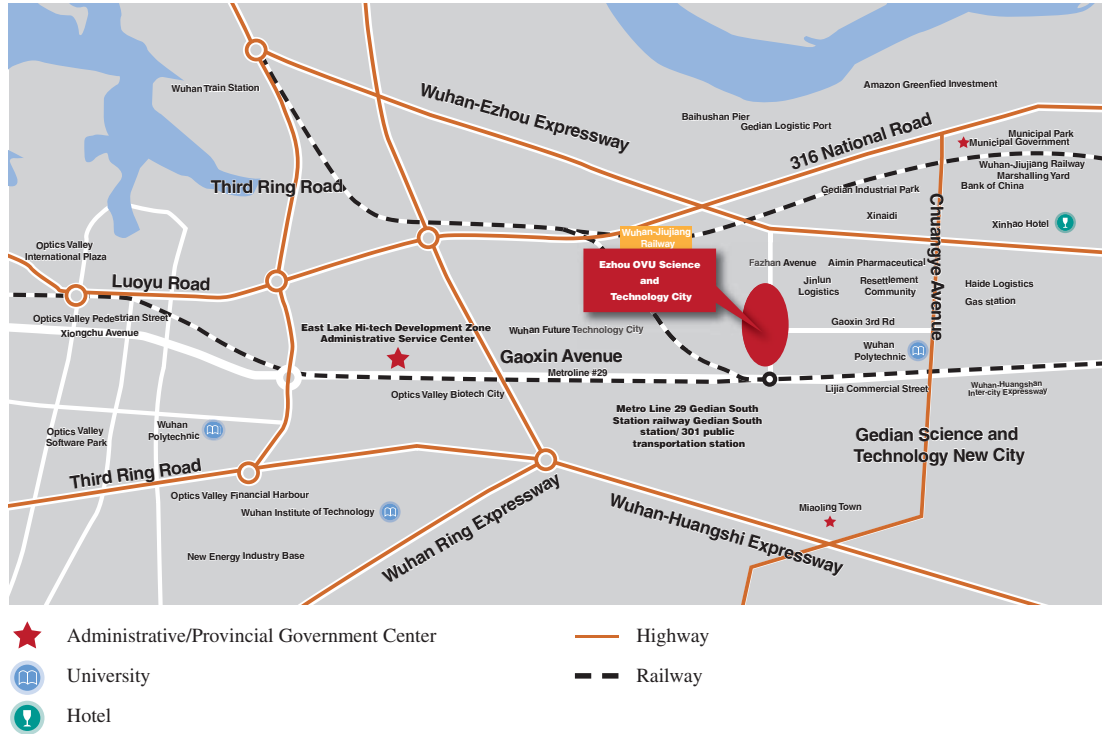 Amazon Greenfied Investment
Wuhan Train Station
Wuhan-Ezhou Expressway
Baihushan Pier
Gedian Logistic Port
316 National Road
Municipal Park
Municipal Government
Wuhan-Jiujiang Railway
Marshalling Yard
Bank of China
Third Ring Road
Gedian Industrial Park
Chuangye Avenue
Xinaidi
Xinhao Hotel
Wuhan-Jiujiang
Railway
Optics Valley
International Plaza
Luoyu Road
Ezhou OVU Science
and
Technology City
Fazhan Avenue
Aimin Pharmaceutical
Jinlun
Logistics
Resettlement
Community
Haide Logistics
Gas station
Optics Valley Pedestrian Street
Xiongchu Avenue
East Lake Hi-tech Development Zone
Administrative Service Center
Wuhan Future Technology City
Gaoxin 3rd Rd
Wuhan
Polytechnic
Gaoxin Avenue
Metroline #29
Optics Valley Biotech City
Lijia Commercial Street
Wuhan-Huangshan
Inter-city Expressway
Metro Line 29 Gedian South
Station railway Gedian South
station/ 301 public
transportation station
Optics Valley
Software Park
Wuhan
Polytechnic
Gedian Science and
Technology New City
Third Ring Road
Optics Valley Financial Harbour
Wuhan Institute of Technology
Wuhan Ring Expressway
Wuhan-Huangshi Expressway
Miaoling Town
New Energy Industry Base
Administrative/Provincial Government Center
Highway
University
Railway
Hotel